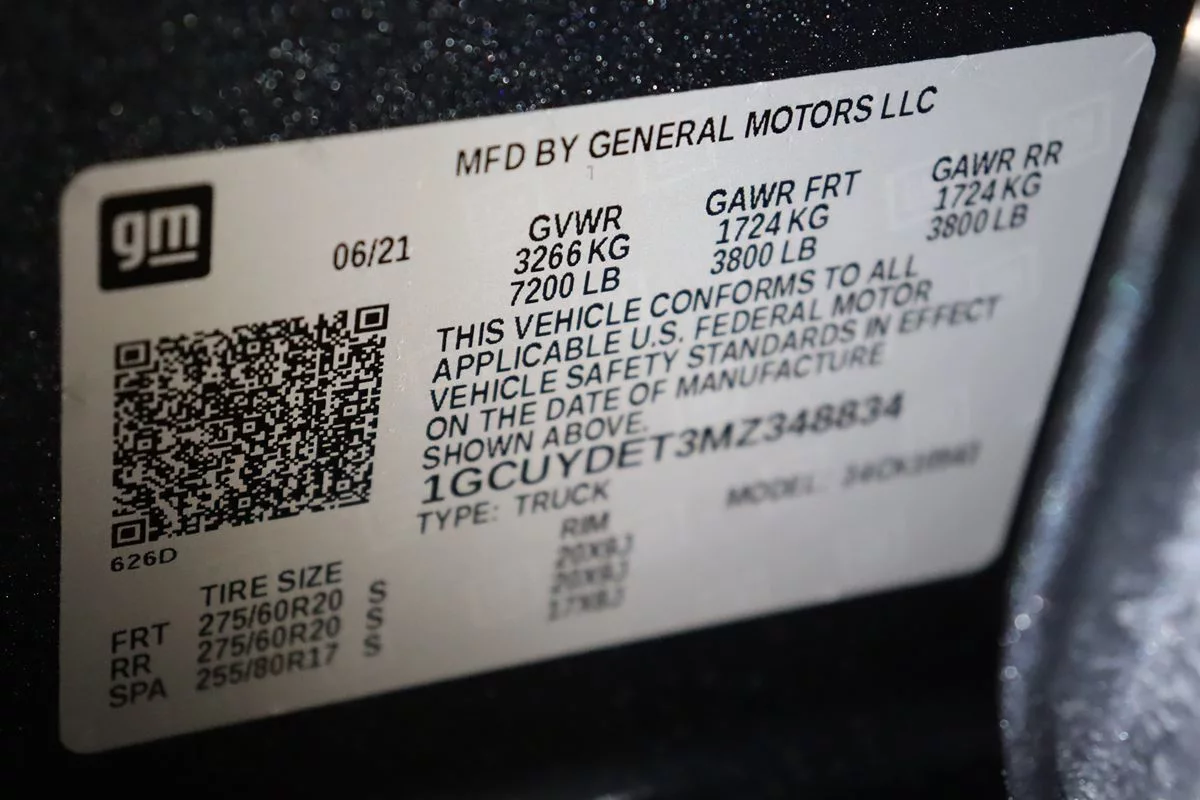 MFD BY GENERAL MOTORS LLC
gm
06/21
GVWR
3266 KG
7200 LB
GAWR FRT
1724 KG
3800 LB
GAWR RR
1724 KG
3800 LB
THIS VEHICLE CONFORMS TO ALL
APPLICABLE U.S. FEDERAL MOTOR
VEHICLE SAFETY STANDARDS IN EFFECT
ON THE DATE OF MANUFACTURE
SHOWN ABOVE.
1GCUYDET3MZ348834
TYPE: TRUCK
MODEL:
626D
TIRE SIZE
RIM
FRT 275/60R20 S 20X9J
RR 275/60R20 S 20X9J
SPA 255/80R17 S 17X8J